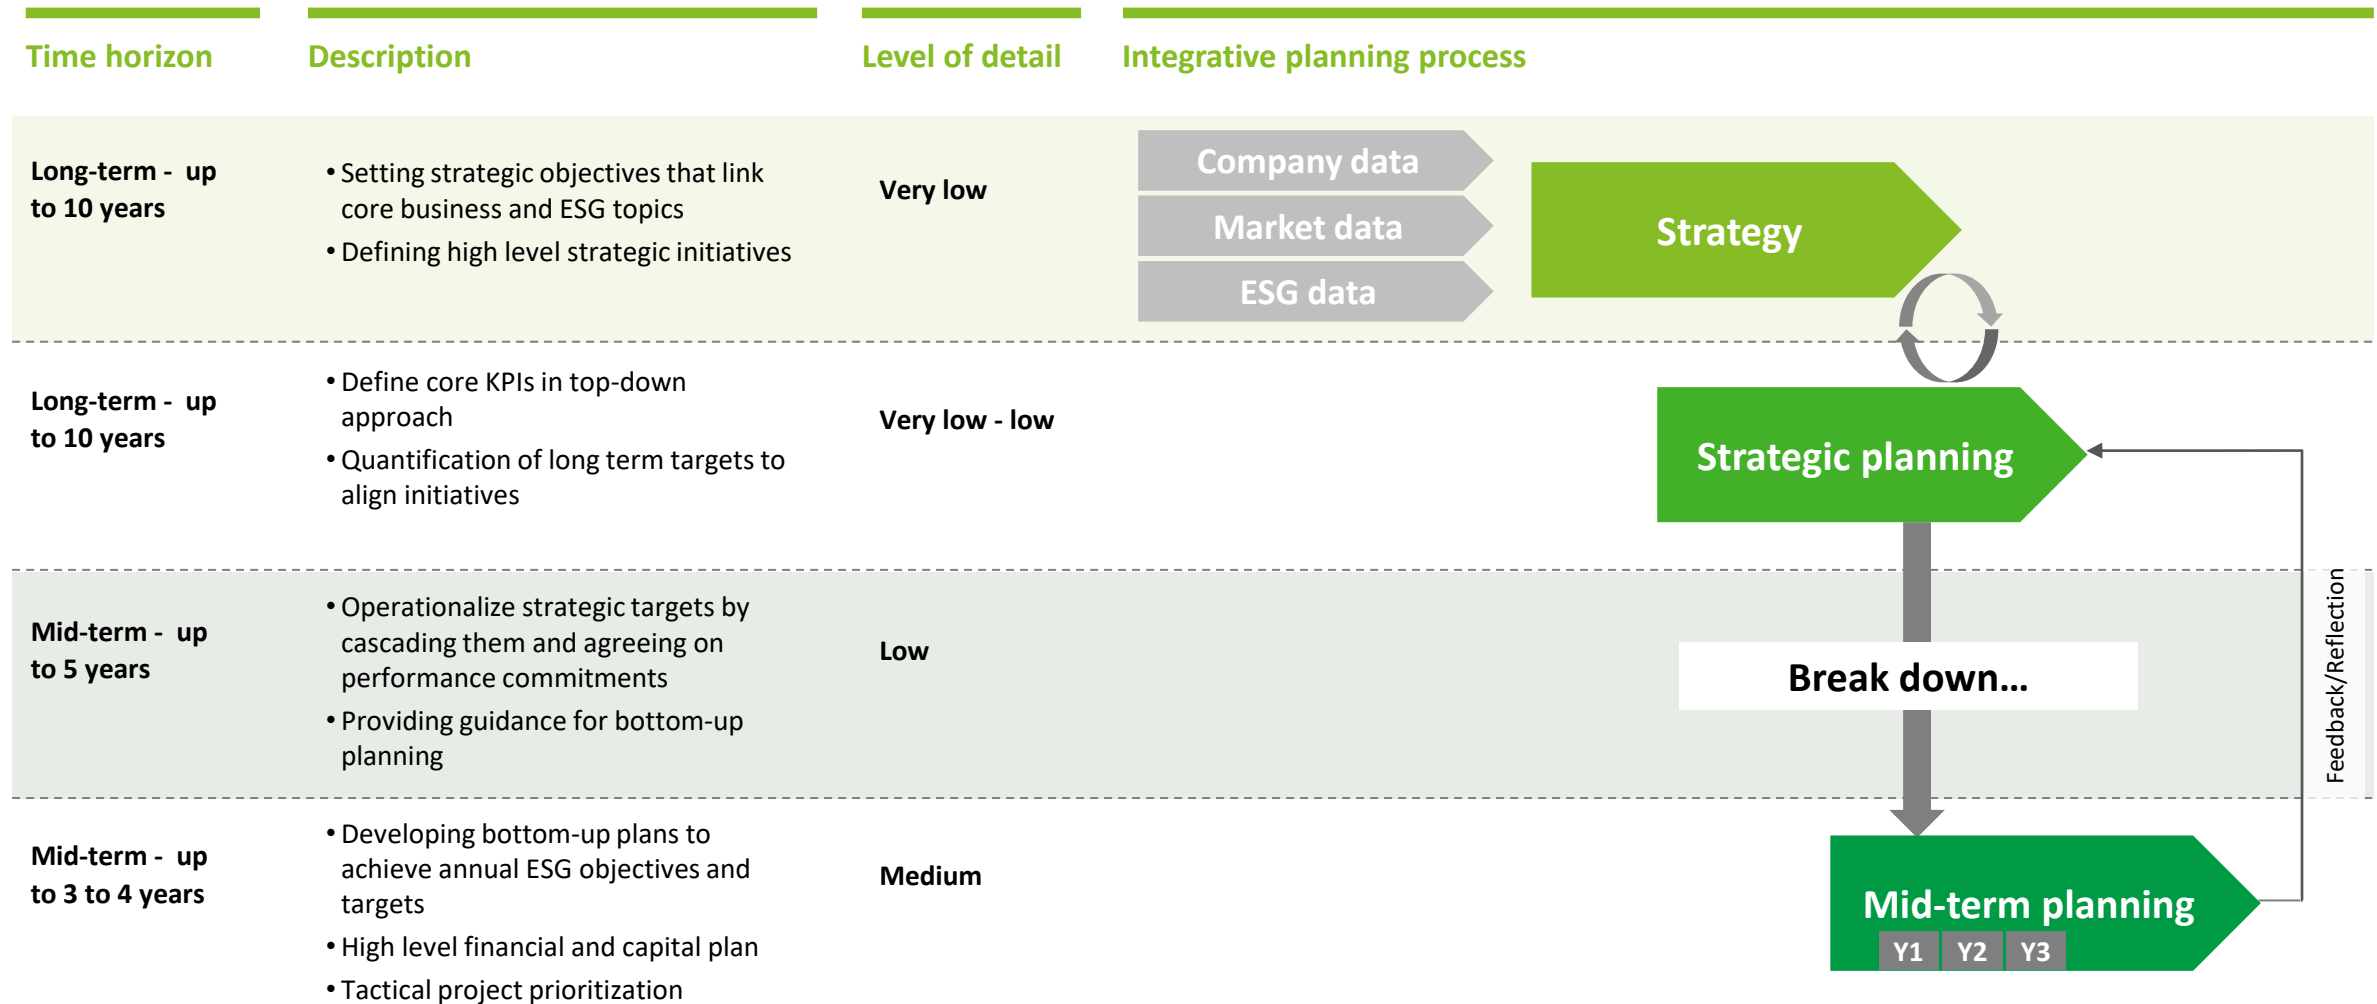 Time horizon
Description
Level of detail
Integrative planning process
Long-term - up
to 10 years
• Setting strategic objectives that link
core business and ESG topics
• Defining high level strategic initiatives
Very low
Company data
Market data
ESG data
Strategy
Long-term - up
to 10 years
• Define core KPIs in top-down
approach
• Quantification of long term targets to
align initiatives
Very low - low
Strategic planning
Mid-term - up
to 5 years
• Operationalize strategic targets by
cascading them and agreeing on
performance commitments
• Providing guidance for bottom-up
planning
Low
Break down...
Feedback/Reflection
Mid-term - up
to 3 to 4 years
• Developing bottom-up plans to
achieve annual ESG objectives and
targets
• High level financial and capital plan
• Tactical project prioritization
Medium
Mid-term planning
Y1
Y2
Y3